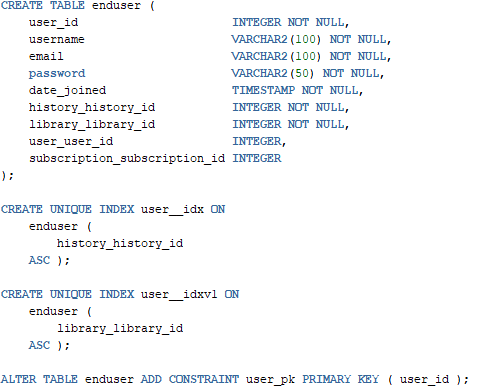 CREATE TABLE enduser (
    user_id                      INTEGER NOT NULL,
    username                     VARCHAR2(100) NOT NULL,
    email                        VARCHAR2(100) NOT NULL,
    password                     VARCHAR2(50) NOT NULL,
    date_joined                  TIMESTAMP NOT NULL,
    history_history_id           INTEGER NOT NULL,
    library_library_id           INTEGER NOT NULL,
    user_user_id                 INTEGER,
    subscription_subscription_id INTEGER
);
CREATE UNIQUE INDEX user__idx ON
    enduser (
        history_history_id
    ASC );
CREATE UNIQUE INDEX user__idxv1 ON
    enduser (
        library_library_id
    ASC );
ALTER TABLE enduser ADD CONSTRAINT user_pk PRIMARY KEY ( user_id );